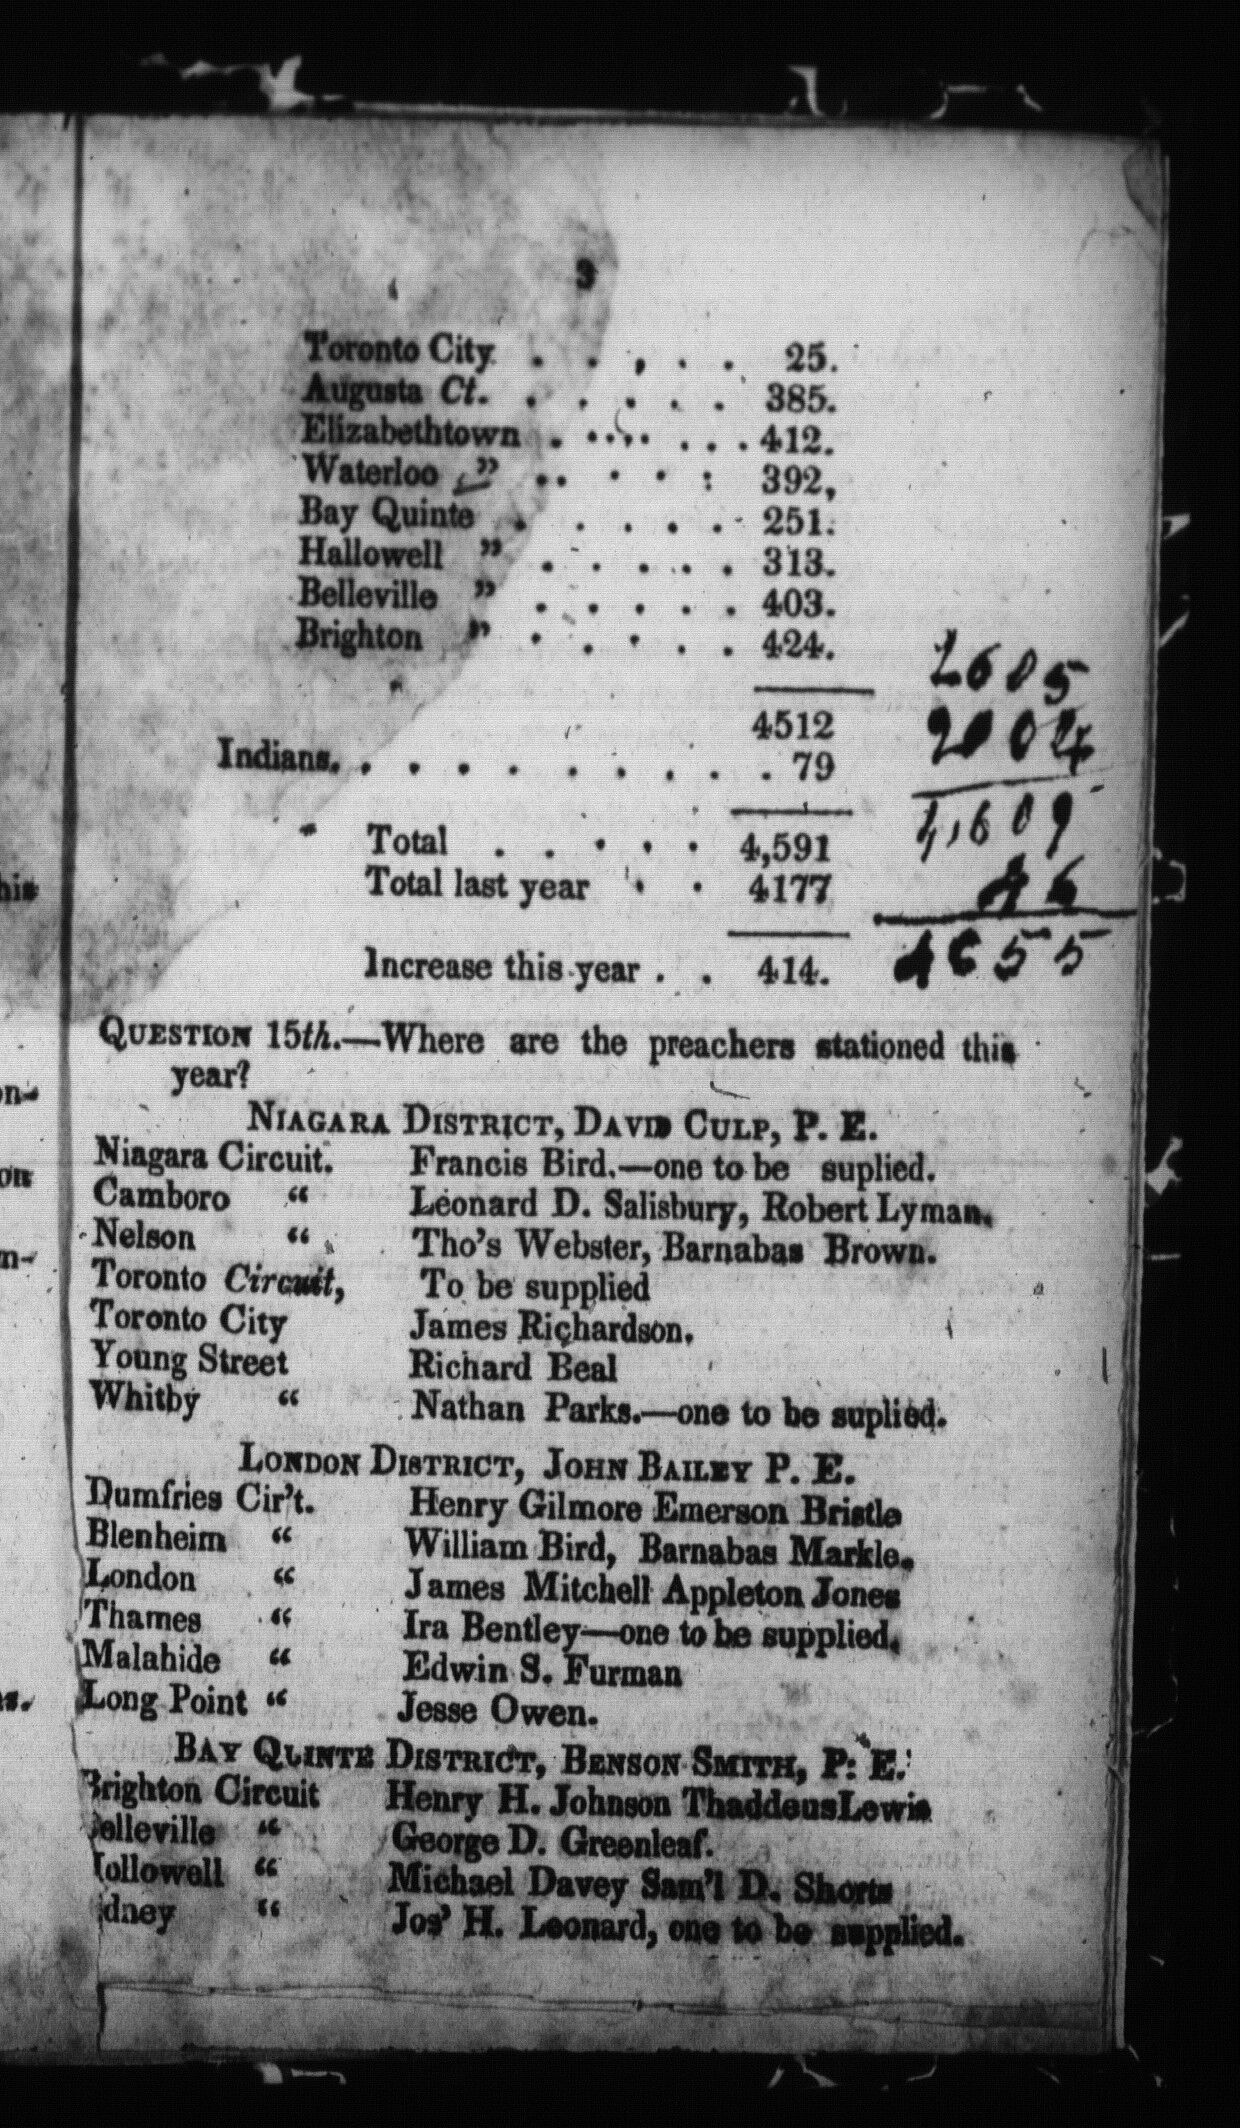 3
Toronto City . . , . . 25.
Augusta Ct. . . . . . 385.
Elizabethtown . . . . . . . . 412.
Waterloo „ ” . . . . : 392,
Bay Quinte . . . . . 251.
Hallowell ” . . . . . 313.
Belleville ” . . . . . 403.
Brighton ” . . . . . 424.
4512
Indians. . . . . . . . . . . 79
Total . . . . . 4,591
Total last year ' . 4177
Increase this year . . 414.
2685
2004
4,609
46
4655
QUESTION 15th.—Where are the preachers stationed this
year?
NIAGARA DISTRICT, DAVID CULP, P. E.
Niagara Circuit. Francis Bird.—one to be suplied.
Camboro “ Leonard D. Salisbury, Robert Lyman.
Nelson “ Tho's Webster, Barnabas Brown.
Toronto Circuit, To be supplied
Toronto City James Richardson.
Young Street Richard Beal
Whitby “ Nathan Parks.—one to be suplied.
LONDON DISTRICT, JOHN BAILEY P. E.
Dumfries Cir't. Henry Gilmore Emerson Bristle
Blenheim “ William Bird, Barnabas Markle.
London “ James Mitchell Appleton Jones
Thames “ Ira Bentley—one to be supplied.
Malahide “ Edwin S. Furman
Long Point “ Jesse Owen.
BAY QUINTE DISTRICT, BENSON SMITH, P: E.
Brighton Circuit Henry H. Johnson Thaddeus Lewis
elleville “ George D. Greenleaf.
ollowell “ Michael Davey Sam'l D. Shorts
dney “ Jos' H. Leonard, one to be supplied.